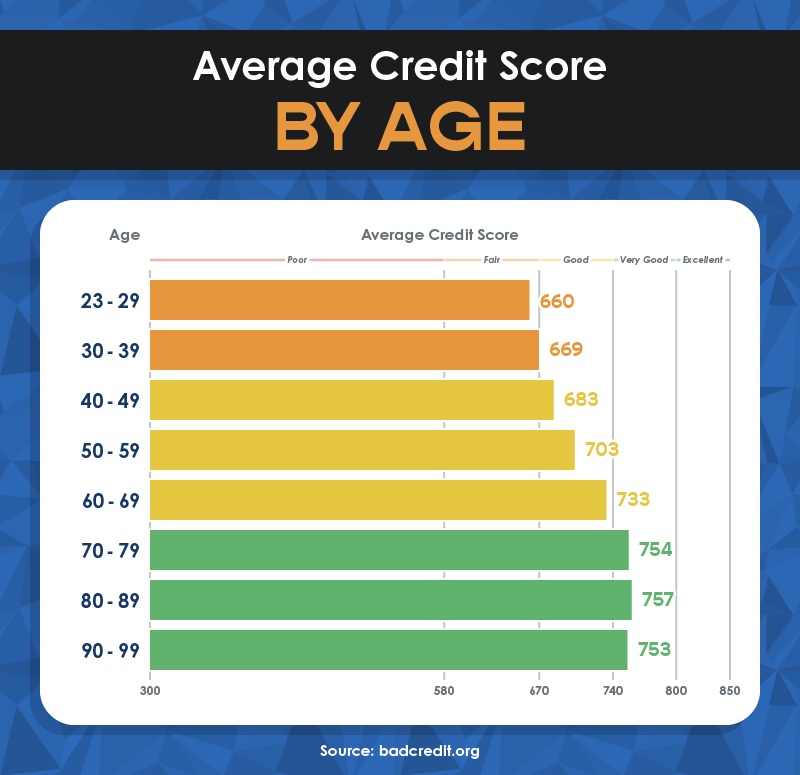 Average Credit Score
BY AGE
Age Average Credit Score
Poor Fair Good Very Good Excellent
23 - 29 660
30 - 39 669
40 - 49 683
50 - 59 703
60 - 69 733
70 - 79 754
80 - 89 757
90 - 99 753
300 580 670 740 800 850
Source: badcredit.org